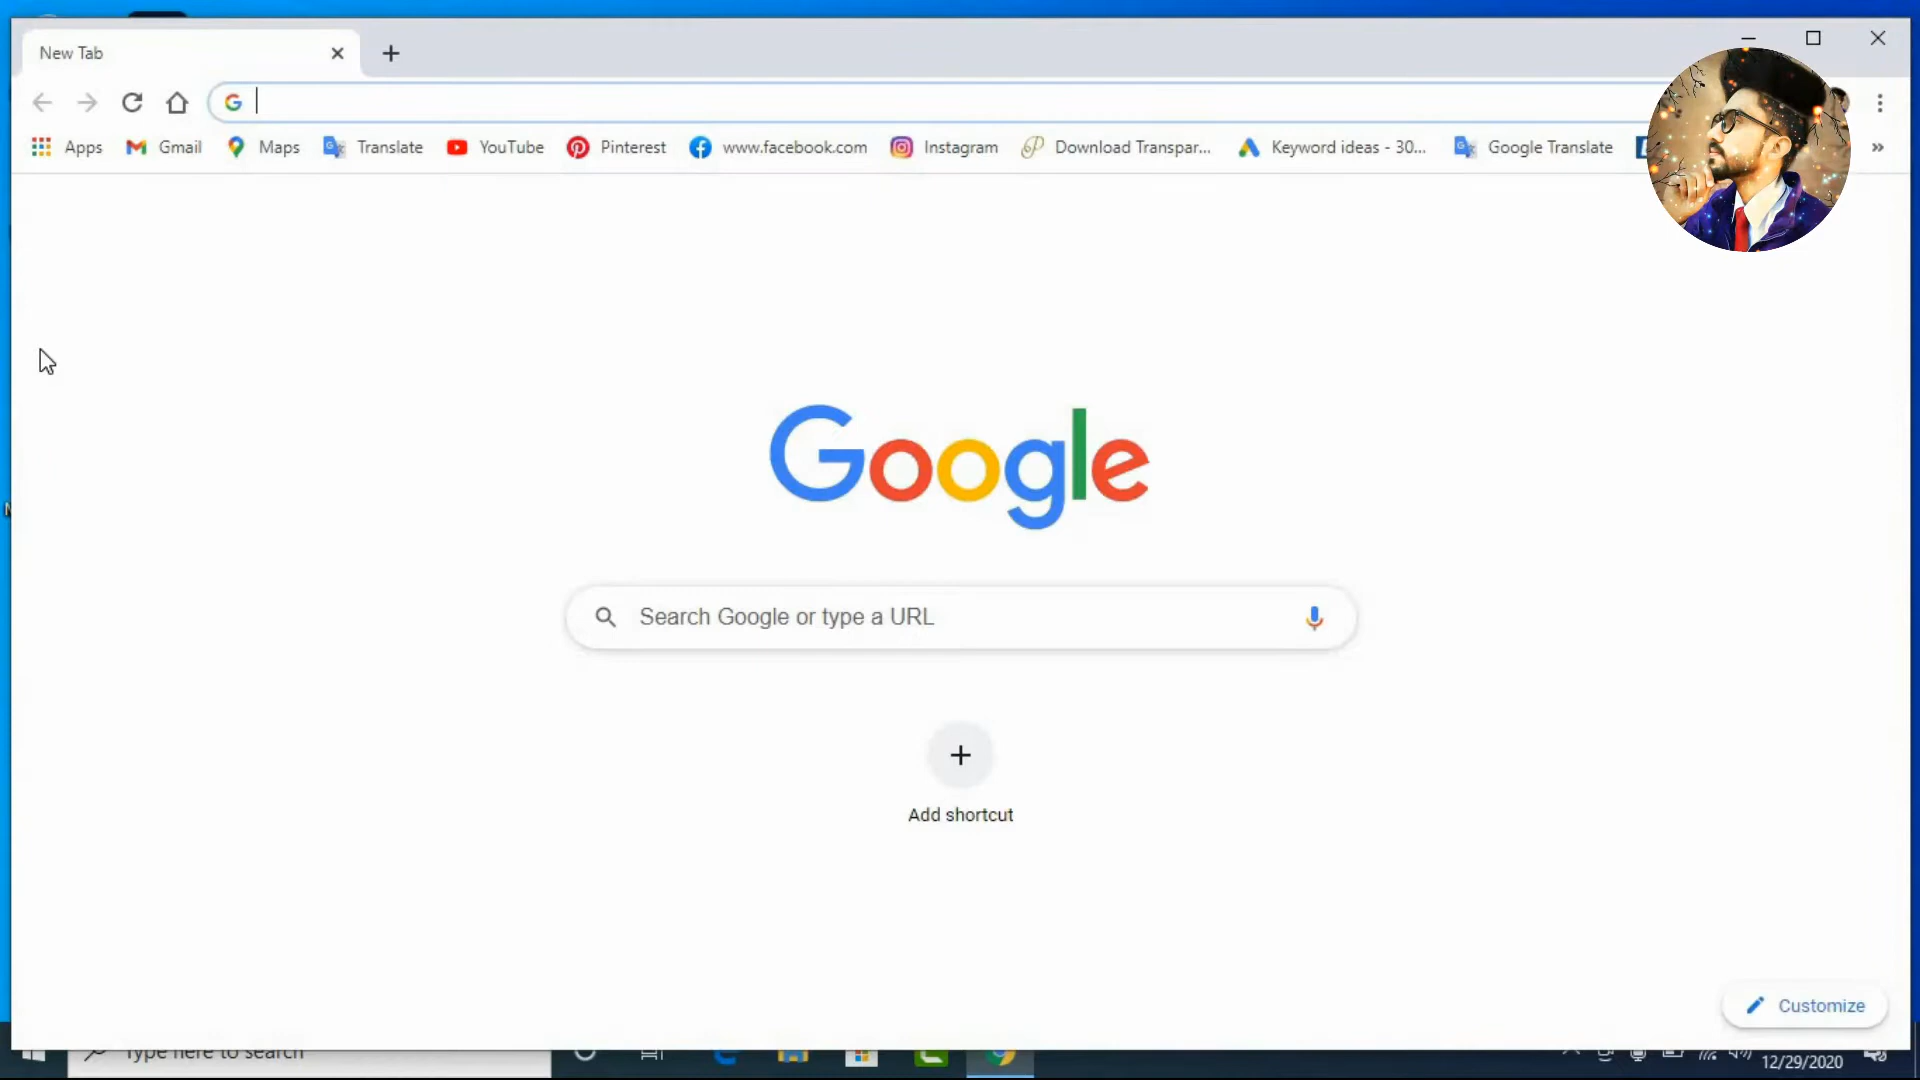 New Tab
Apps Gmail Maps Translate YouTube Pinterest www.facebook.com Instagram Download Transpar... Keyword ideas - 30... Google Translate
Google
Search Google or type a URL
Add shortcut
Customize
Type here to search
12/29/2020